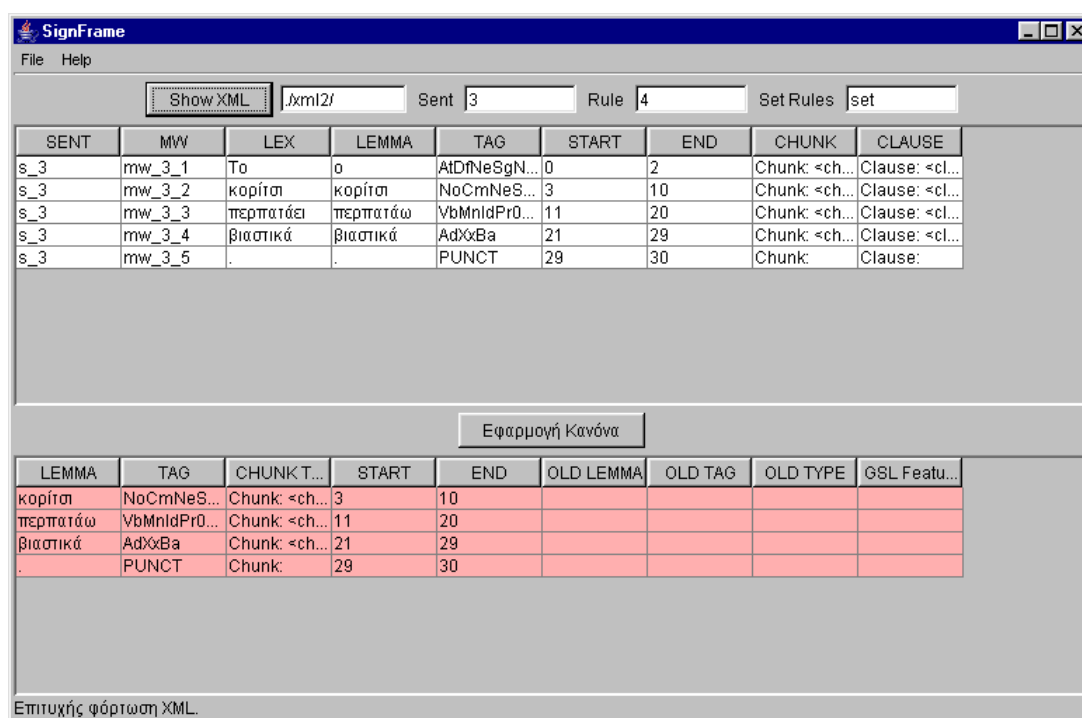 SignFrame
File Help
Show XML ./xml2/ Sent 3 Rule 4 Set Rules set
SENT MW LEX LEMMA TAG START END CHUNK CLAUSE
s_3 mw_3_1 Το ο AtDfNeSgN... 0 2 Chunk: <ch... Clause: <cl...
s_3 mw_3_2 κορίτσι κορίτσι NoCmNeS... 3 10 Chunk: <ch... Clause: <cl...
s_3 mw_3_3 περπατάει περπατάω VbMnIdPr0... 11 20 Chunk: <ch... Clause: <cl...
s_3 mw_3_4 βιαστικά βιαστικά AdXxBa 21 29 Chunk: <ch... Clause: <cl...
s_3 mw_3_5 . . PUNCT 29 30 Chunk: Clause:
Εφαρμογή Κανόνα
LEMMA TAG CHUNK T... START END OLD LEMMA OLD TAG OLD TYPE GSL Featu...
κορίτσι NoCmNeS... Chunk: <ch... 3 10
περπατάω VbMnIdPr0... Chunk: <ch... 11 20
βιαστικά AdXxBa Chunk: <ch... 21 29
. PUNCT Chunk: 29 30
Επιτυχής φόρτωση XML.